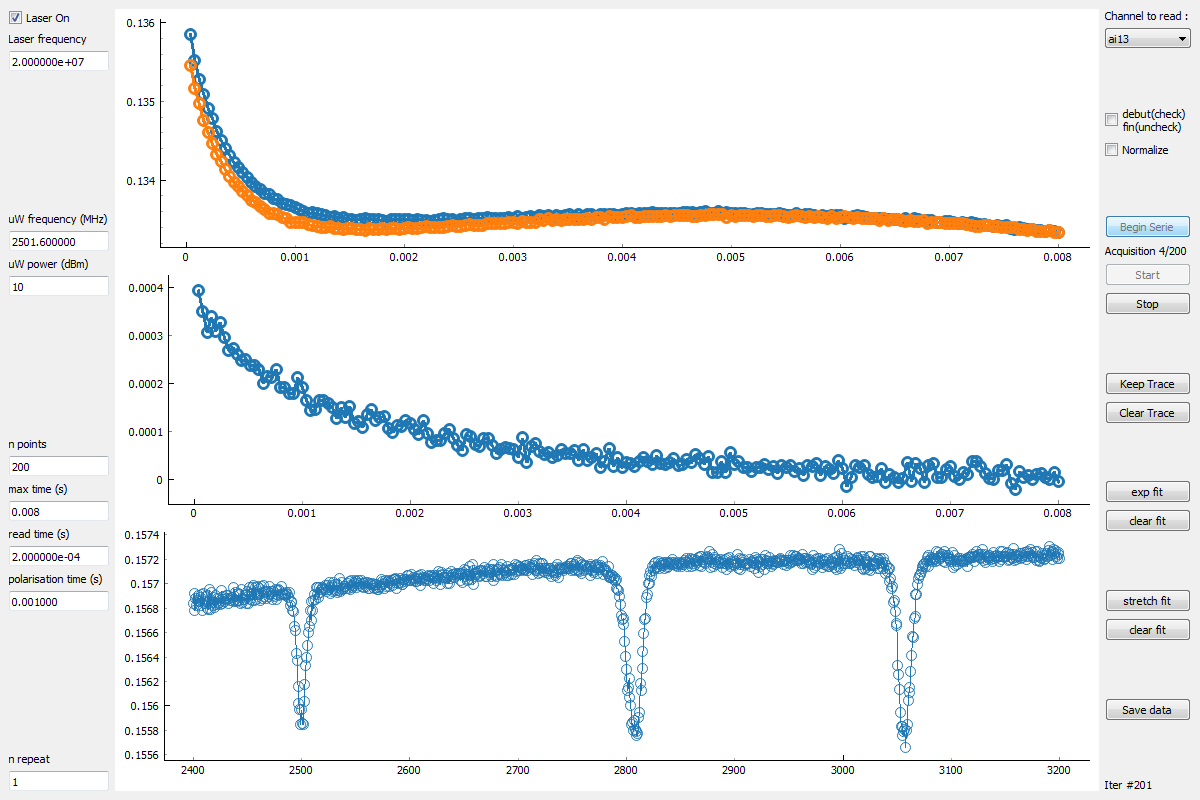 Laser On
Laser frequency
2.000000e+07
uW frequency (MHz)
2501.600000
uW power (dBm)
10
n points
200
max time (s)
0.008
read time (s)
2.000000e-04
polarisation time (s)
0.001000
n repeat
1
0.136
0.135
0.134
0 0.001 0.002 0.003 0.004 0.005 0.006 0.007 0.008
0.0004
0.0003
0.0002
0.0001
0
0 0.001 0.002 0.003 0.004 0.005 0.006 0.007 0.008
0.1574
0.1572
0.157
0.1568
0.1566
0.1564
0.1562
0.156
0.1558
0.1556
2400 2500 2600 2700 2800 2900 3000 3100 3200
Channel to read :
ai13
debut(check)
fin(uncheck)
Normalize
Begin Serie
Acquisition 4/200
Start
Stop
Keep Trace
Clear Trace
exp fit
clear fit
stretch fit
clear fit
Save data
Iter #201